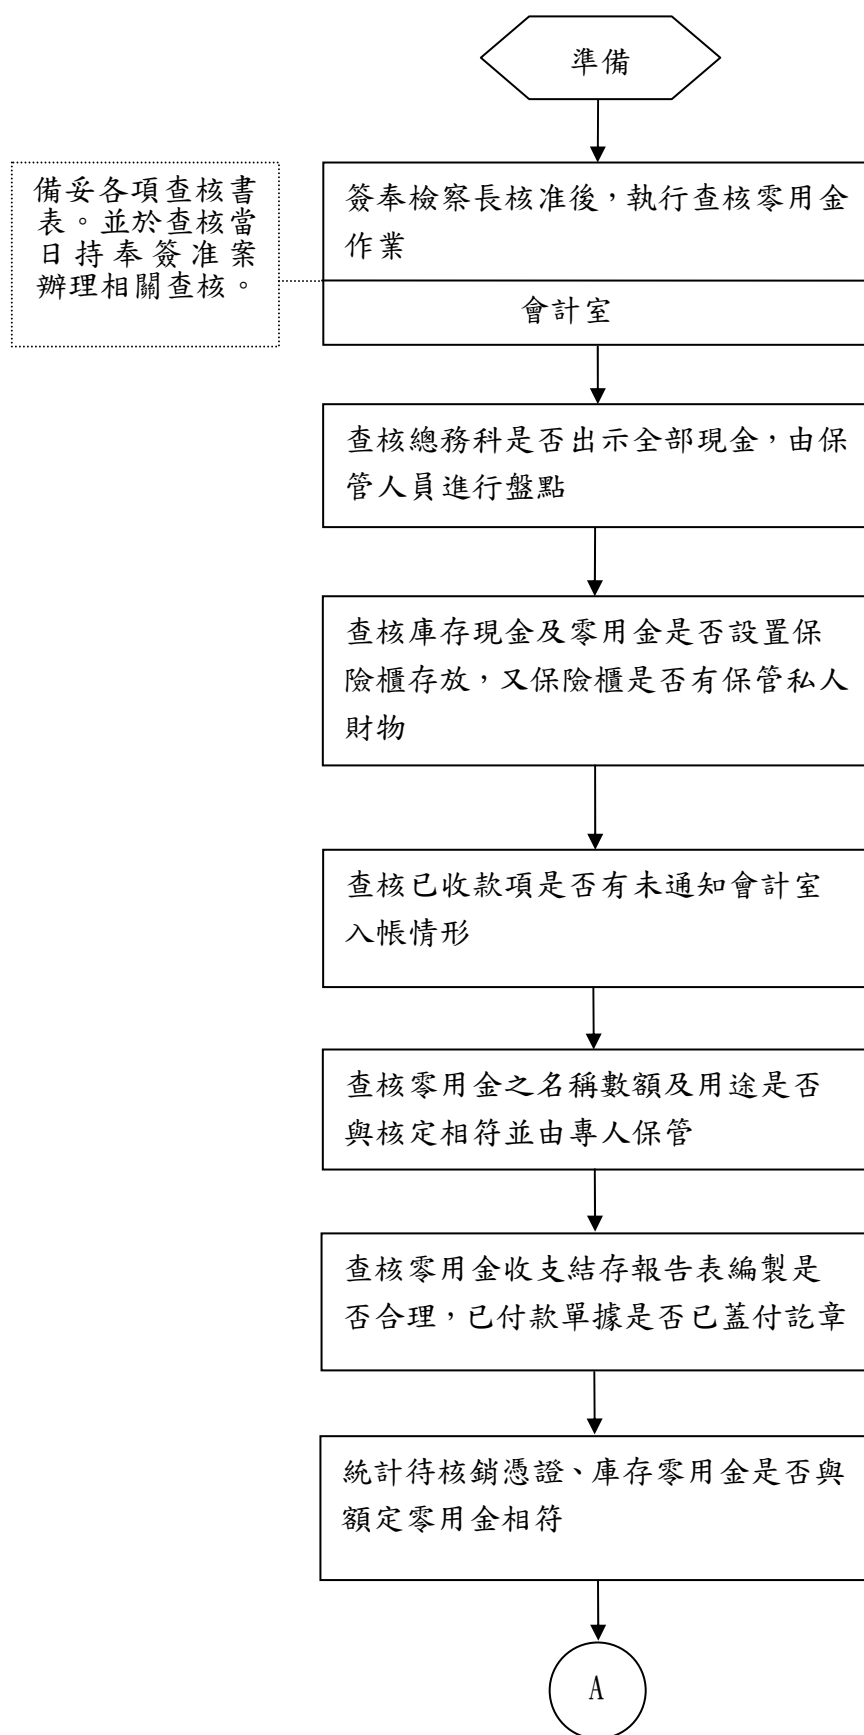 準備
備妥各項查核書
表。並於查核當
日持奉簽准案
辦理相關查核。
簽奉檢察長核准後，執行查核零用金
作業
會計室
查核總務科是否出示全部現金，由保
管人員進行盤點
查核庫存現金及零用金是否設置保
險櫃存放，又保險櫃是否有保管私人
財物
查核已收款項是否有未通知會計室
入帳情形
查核零用金之名稱數額及用途是否
與核定相符並由專人保管
查核零用金收支結存報告表編製是
否合理，已付款單據是否已蓋付訖章
統計待核銷憑證、庫存零用金是否與
額定零用金相符
A